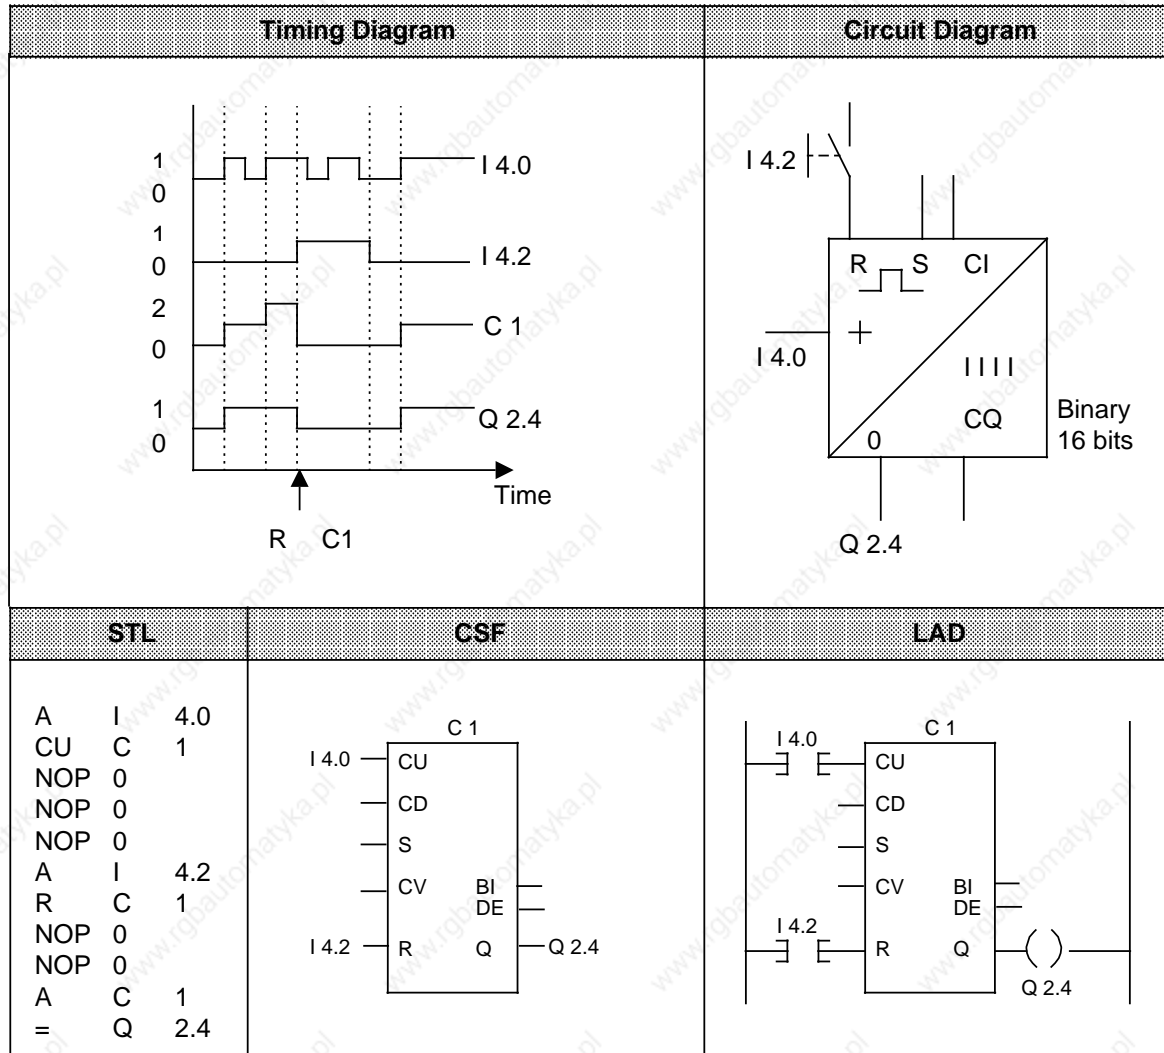 Timing Diagram
Circuit Diagram
1
0
I 4.0
1
0
I 4.2
2
0
C 1
1
0
Q 2.4
Time
R C1
I 4.2
R S CI
I 4.0
+
I I I I
CQ
0
Binary
16 bits
Q 2.4
STL
CSF
LAD
A I 4.0
CU C 1
NOP 0
NOP 0
NOP 0
A I 4.2
R C 1
NOP 0
NOP 0
A C 1
= Q 2.4
C 1
I 4.0 CU
CD
S
CV BI
DE
I 4.2 R Q Q 2.4
C 1
I 4.0
CU
CD
S
CV BI
DE
I 4.2
R Q
Q 2.4
www.rgbautomatyka.pl